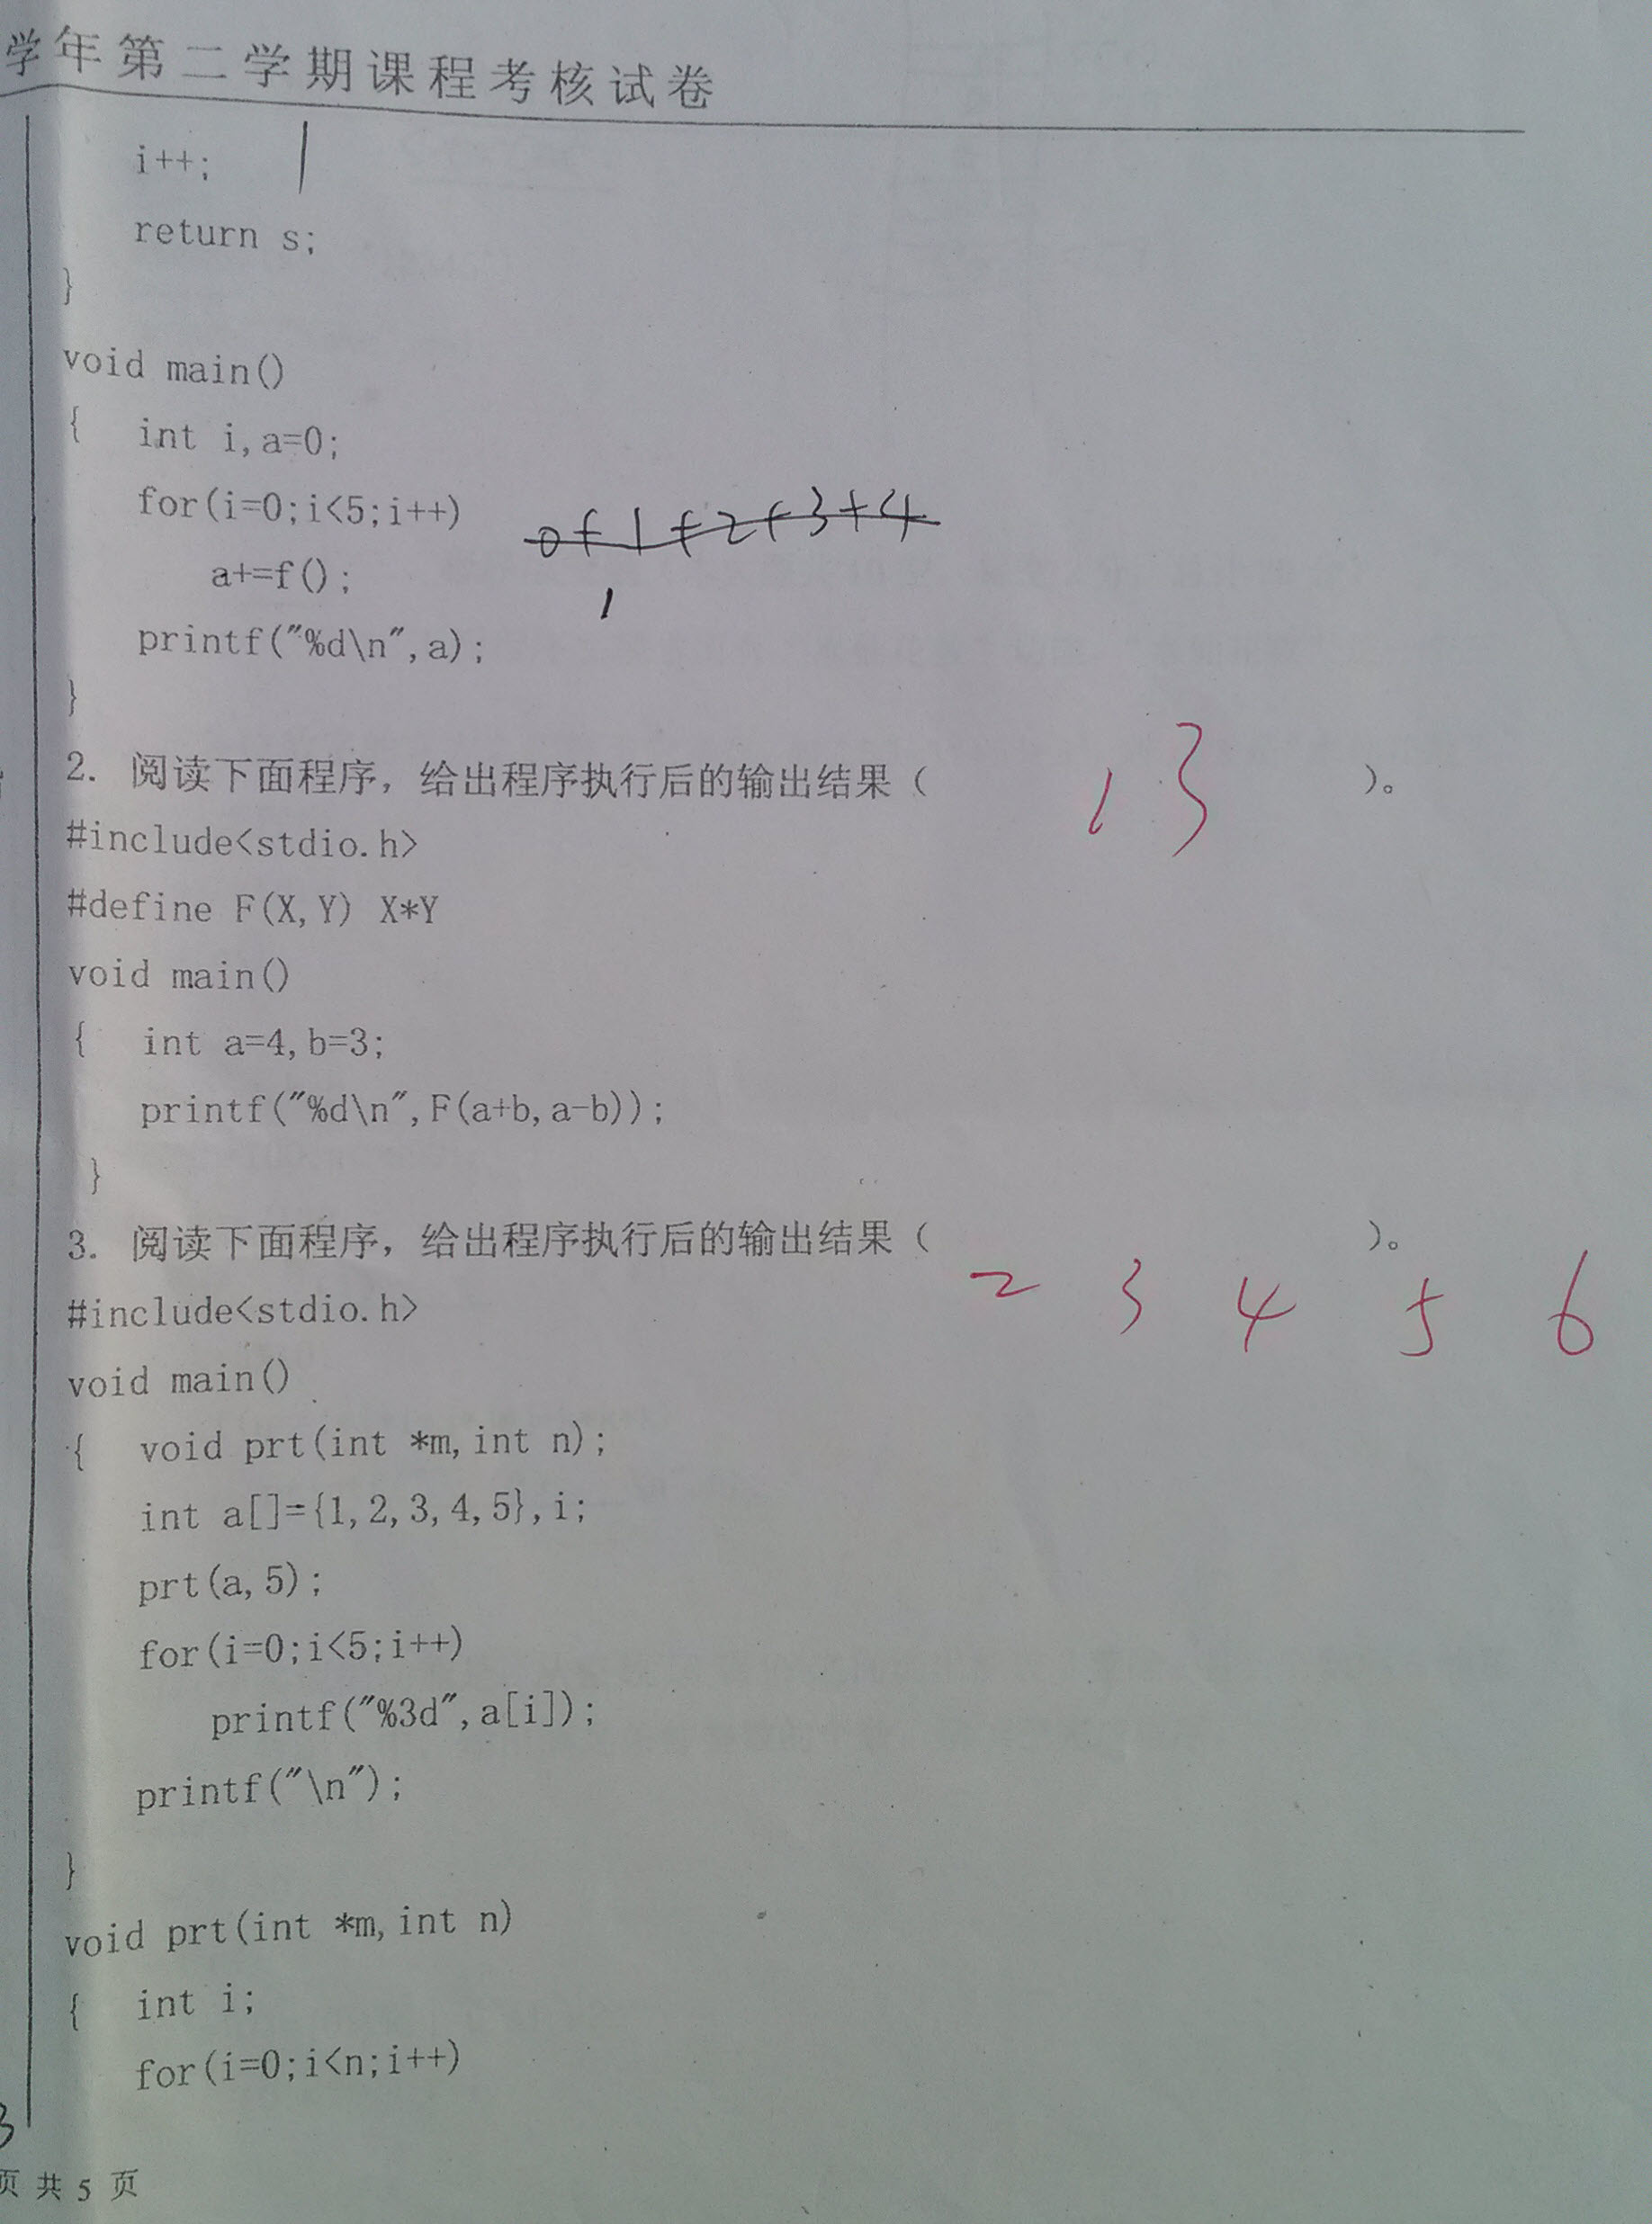 学年第二学期课程考核试卷
i++;
return s;
}
void main()
{ int i,a=0;
for(i=0;i<5;i++)
0+1+2+3+4
a+=f();
1
printf("%d\n",a);
}
2. 阅读下面程序，给出程序执行后的输出结果（ 13 ）。
#include<stdio.h>
#define F(X,Y) X*Y
void main()
{ int a=4,b=3;
printf("%d\n",F(a+b,a-b));
}
3. 阅读下面程序，给出程序执行后的输出结果（ ）。
2 3 4 5 6
#include<stdio.h>
void main()
{ void prt(int *m,int n);
int a[]={1,2,3,4,5},i;
prt(a,5);
for(i=0;i<5;i++)
printf("%3d",a[i]);
printf("\n");
}
void prt(int *m,int n)
{ int i;
for(i=0;i<n;i++)
3
页 共 5 页